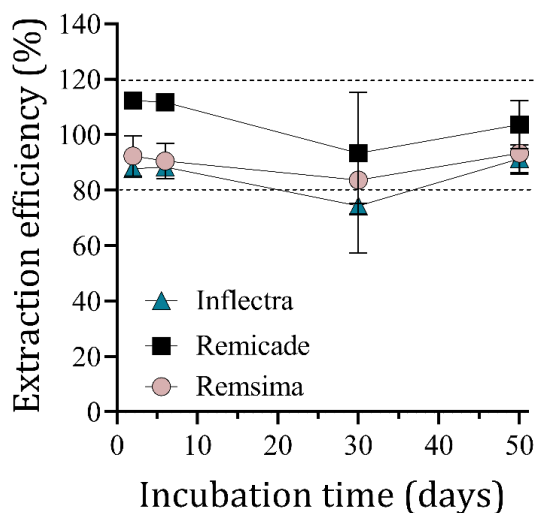 Extraction efficiency (%)
140
120
100
80
60
40
20
0
Inflectra
Remicade
Remsima
0 10 20 30 40 50
Incubation time (days)